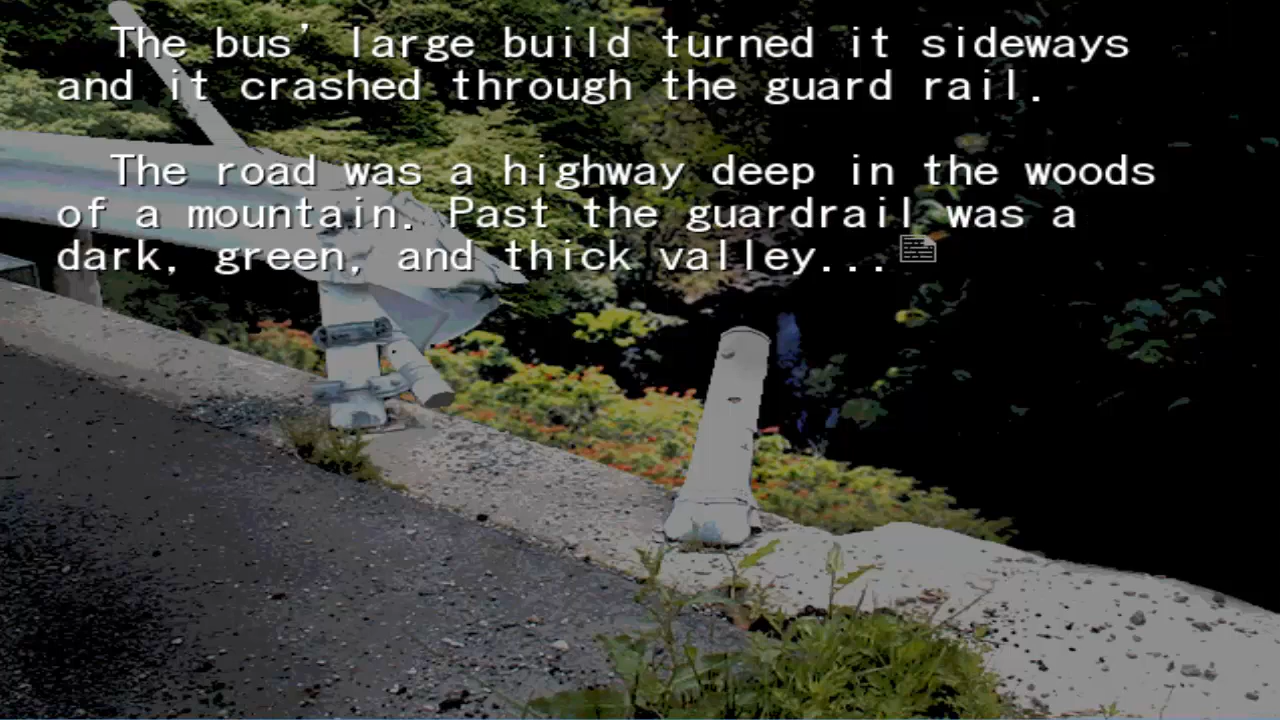 The bus' large build turned it sideways
and it crashed through the guard rail.
The road was a highway deep in the woods
of a mountain. Past the guardrail was a
dark, green, and thick valley...